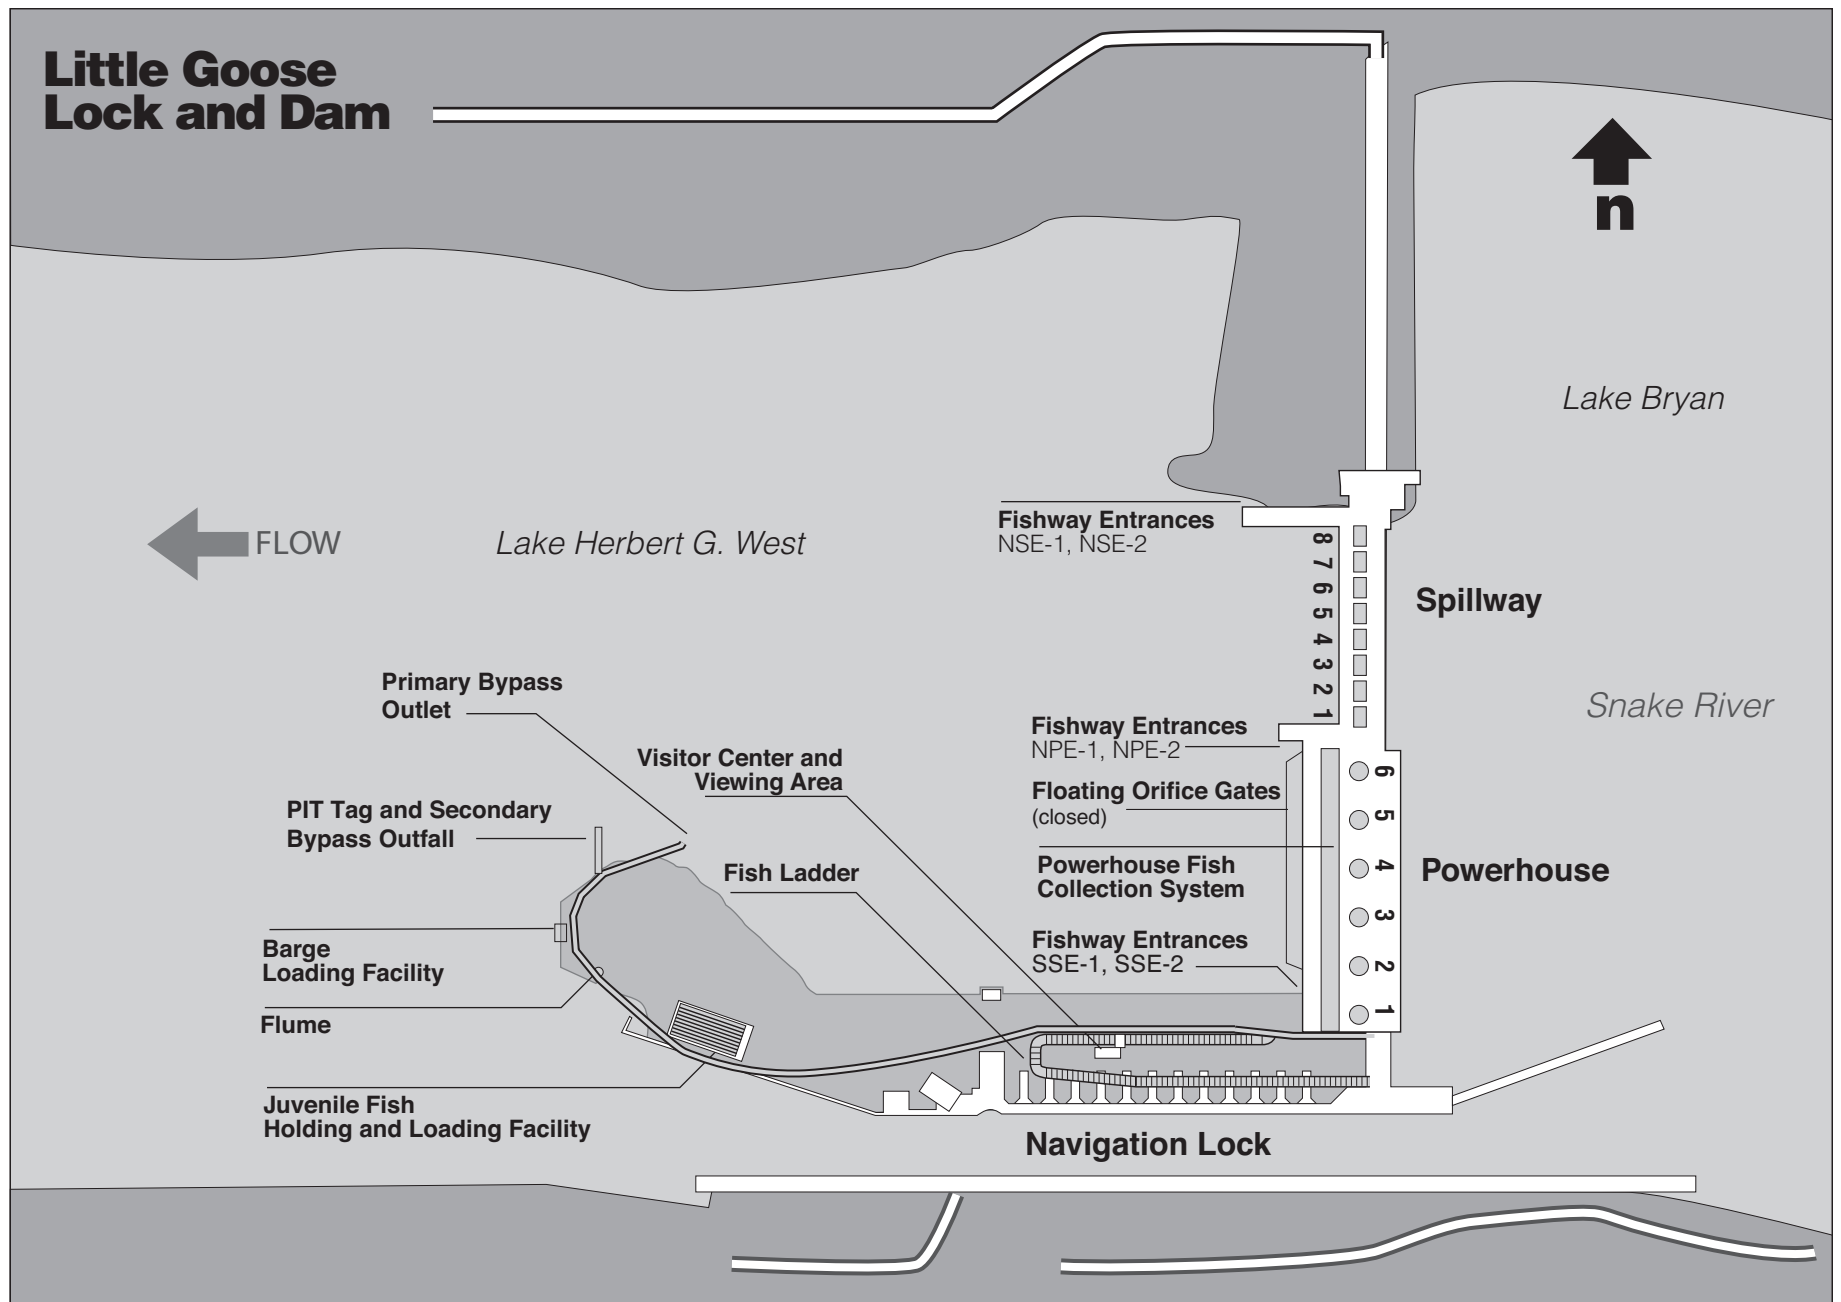 Little Goose
Lock and Dam
n
Lake Bryan
FLOW
Lake Herbert G. West
Fishway Entrances
NSE-1, NSE-2
8
7
6
5
4
3
2
1
Spillway
Snake River
Primary Bypass
Outlet
Visitor Center and
Viewing Area
Fishway Entrances
NPE-1, NPE-2
Floating Orifice Gates
(closed)
PIT Tag and Secondary
Bypass Outfall
Fish Ladder
Powerhouse Fish
Collection System
6
5
4
3
2
1
Powerhouse
Fishway Entrances
SSE-1, SSE-2
Barge
Loading Facility
Flume
Juvenile Fish
Holding and Loading Facility
Navigation Lock